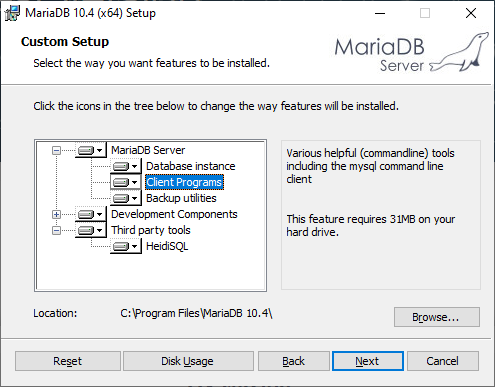 MariaDB 10.4 (x64) Setup
Custom Setup
Select the way you want features to be installed.
MariaDB
Server
Click the icons in the tree below to change the way features will be installed.
MariaDB Server
Database instance
Client Programs
Backup utilities
Development Components
Third party tools
HeidiSQL
Various helpful (commandline) tools
including the mysql command line
client
This feature requires 31MB on your
hard drive.
Location: C:\Program Files\MariaDB 10.4\
Browse...
Reset Disk Usage Back Next Cancel